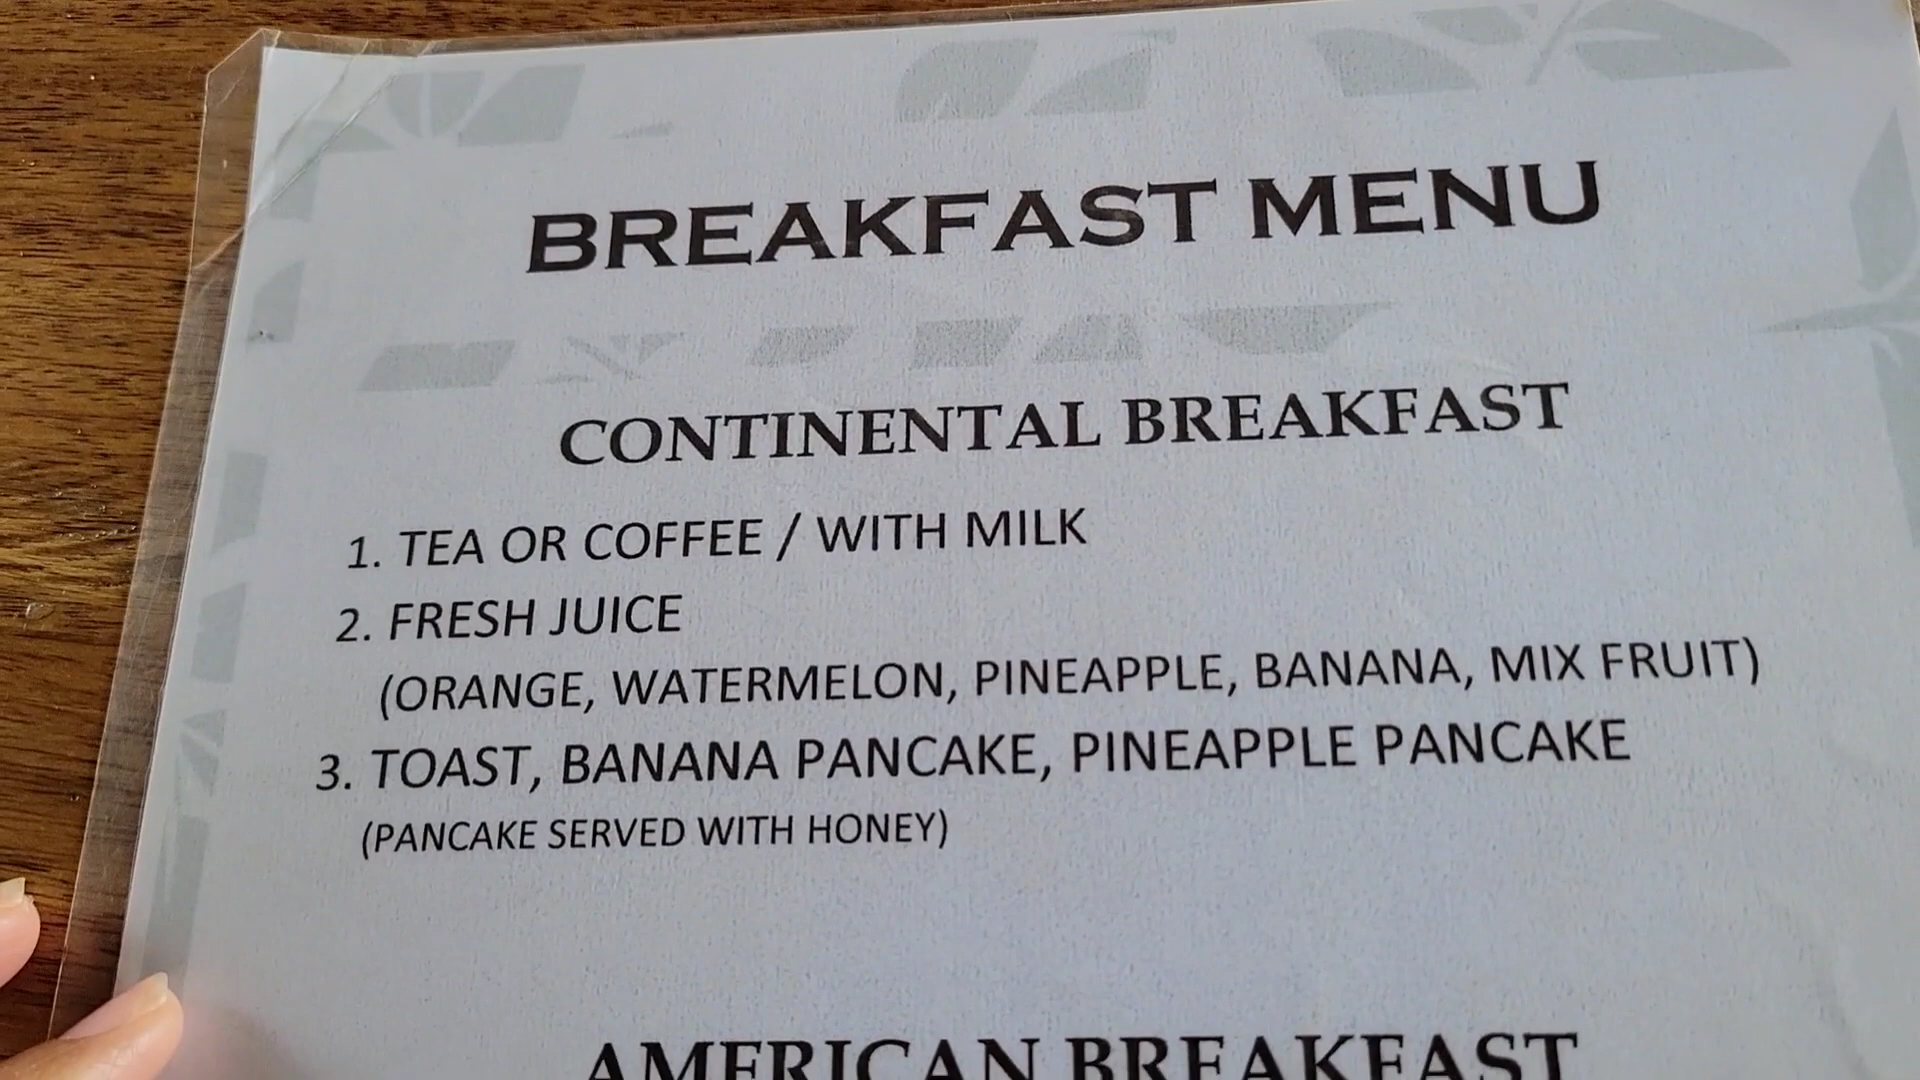 BREAKFAST MENU
CONTINENTAL BREAKFAST
1. TEA OR COFFEE / WITH MILK
2. FRESH JUICE
(ORANGE, WATERMELON, PINEAPPLE, BANANA, MIX FRUIT)
3. TOAST, BANANA PANCAKE, PINEAPPLE PANCAKE
(PANCAKE SERVED WITH HONEY)
AMERICAN BREAKFAST